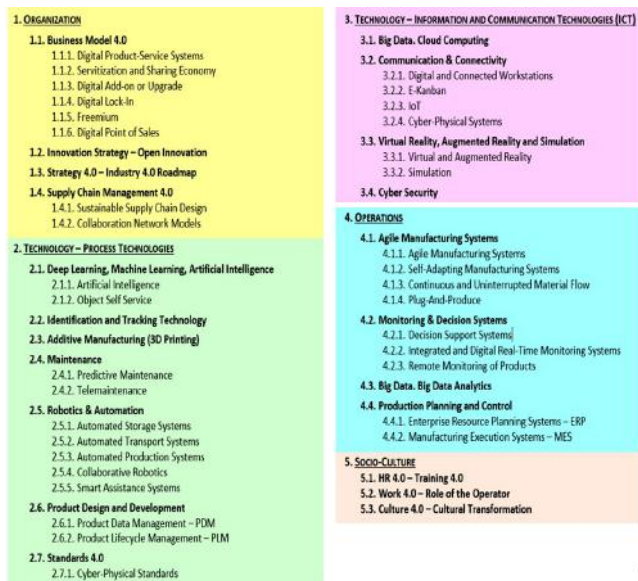 1. ORGANIZATION
1.1. Business Model 4.0
1.1.1. Digital Product-Service Systems
1.1.2. Servitization and Sharing Economy
1.1.3. Digital Add-on or Upgrade
1.1.4. Digital Lock-In
1.1.5. Freemium
1.1.6. Digital Point of Sales
1.2. Innovation Strategy – Open Innovation
1.3. Strategy 4.0 – Industry 4.0 Roadmap
1.4. Supply Chain Management 4.0
1.4.1. Sustainable Supply Chain Design
1.4.2. Collaboration Network Models
2. TECHNOLOGY – PROCESS TECHNOLOGIES
2.1. Deep Learning, Machine Learning, Artificial Intelligence
2.1.1. Artificial Intelligence
2.1.2. Object Self Service
2.2. Identification and Tracking Technology
2.3. Additive Manufacturing (3D Printing)
2.4. Maintenance
2.4.1. Predictive Maintenance
2.4.2. Telemaintenance
2.5. Robotics & Automation
2.5.1. Automated Storage Systems
2.5.2. Automated Transport Systems
2.5.3. Automated Production Systems
2.5.4. Collaborative Robotics
2.5.5. Smart Assistance Systems
2.6. Product Design and Development
2.6.1. Product Data Management – PDM
2.6.2. Product Lifecycle Management – PLM
2.7. Standards 4.0
2.7.1. Cyber-Physical Standards
3. TECHNOLOGY – INFORMATION AND COMMUNICATION TECHNOLOGIES (ICT)
3.1. Big Data. Cloud Computing
3.2. Communication & Connectivity
3.2.1. Digital and Connected Workstations
3.2.2. E-Kanban
3.2.3. IoT
3.2.4. Cyber-Physical Systems
3.3. Virtual Reality, Augmented Reality and Simulation
3.3.1. Virtual and Augmented Reality
3.3.2. Simulation
3.4. Cyber Security
4. OPERATIONS
4.1. Agile Manufacturing Systems
4.1.1. Agile Manufacturing Systems
4.1.2. Self-Adapting Manufacturing Systems
4.1.3. Continuous and Uninterrupted Material Flow
4.1.4. Plug-And-Produce
4.2. Monitoring & Decision Systems
4.2.1. Decision Support Systems
4.2.2. Integrated and Digital Real-Time Monitoring Systems
4.2.3. Remote Monitoring of Products
4.3. Big Data. Big Data Analytics
4.4. Production Planning and Control
4.4.1. Enterprise Resource Planning Systems – ERP
4.4.2. Manufacturing Execution Systems – MES
5. SOCIO-CULTURE
5.1. HR 4.0 – Training 4.0
5.2. Work 4.0 – Role of the Operator
5.3. Culture 4.0 – Cultural Transformation